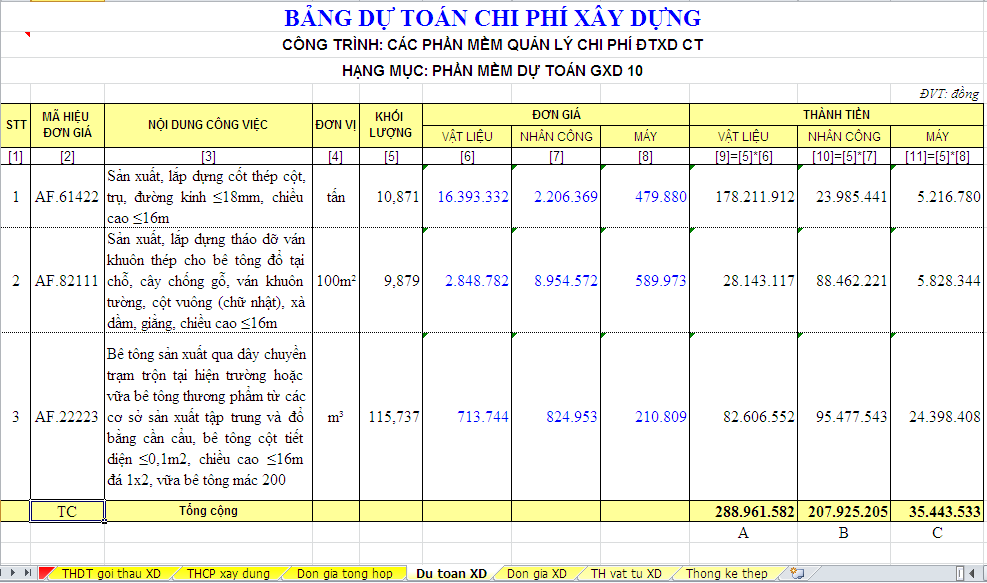 BẢNG DỰ TOÁN CHI PHÍ XÂY DỰNG
CÔNG TRÌNH: CÁC PHẦN MỀM QUẢN LÝ CHI PHÍ ĐTXD CT
HẠNG MỤC: PHẦN MỀM DỰ TOÁN GXD 10
ĐVT: đồng
STT MÃ HIỆU ĐƠN GIÁ NỘI DUNG CÔNG VIỆC ĐƠN VỊ KHỐI LƯỢNG ĐƠN GIÁ THÀNH TIỀN
VẬT LIỆU NHÂN CÔNG MÁY VẬT LIỆU NHÂN CÔNG MÁY
[1] [2] [3] [4] [5] [6] [7] [8] [9]=[5]*[6] [10]=[5]*[7] [11]=[5]*[8]
Sản xuất, lắp dựng cốt thép cột,
1 AF.61422 trụ, đường kính ≤18mm, chiều tấn 10,871 16.393.332 2.206.369 479.880 178.211.912 23.985.441 5.216.780
cao ≤16m
Sản xuất, lắp dựng tháo dỡ ván
khuôn thép cho bê tông đổ tại
2 AF.82111 chỗ, cây chống gỗ, ván khuôn 100m² 9,879 2.848.782 8.954.572 589.973 28.143.117 88.462.221 5.828.344
tường, cột vuông (chữ nhật), xà
dầm, giằng, chiều cao ≤16m
Bê tông sản xuất qua dây chuyền
trạm trộn tại hiện trường hoặc
vữa bê tông thương phẩm từ các
3 AF.22223 cơ sở sản xuất tập trung và đổ m³ 115,737 713.744 824.953 210.809 82.606.552 95.477.543 24.398.408
bằng cần cẩu, bê tông cột tiết
diện ≤0,1m2, chiều cao ≤16m
đá 1x2, vữa bê tông mác 200
TC Tổng cộng 288.961.582 207.925.205 35.443.533
A B C
THDT goi thau XD THCP xay dung Don gia tong hop Du toan XD Don gia XD TH vat tu XD Thong ke thep